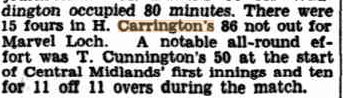 dington occupied 80 minutes. There were
15 fours in H. Carrington's 86 not out for
Marvel Loch. A notable all-round ef-
fort was T. Cunnington's 50 at the start
of Central Midlands' first innings and ten
for 11 off 11 overs during the match.